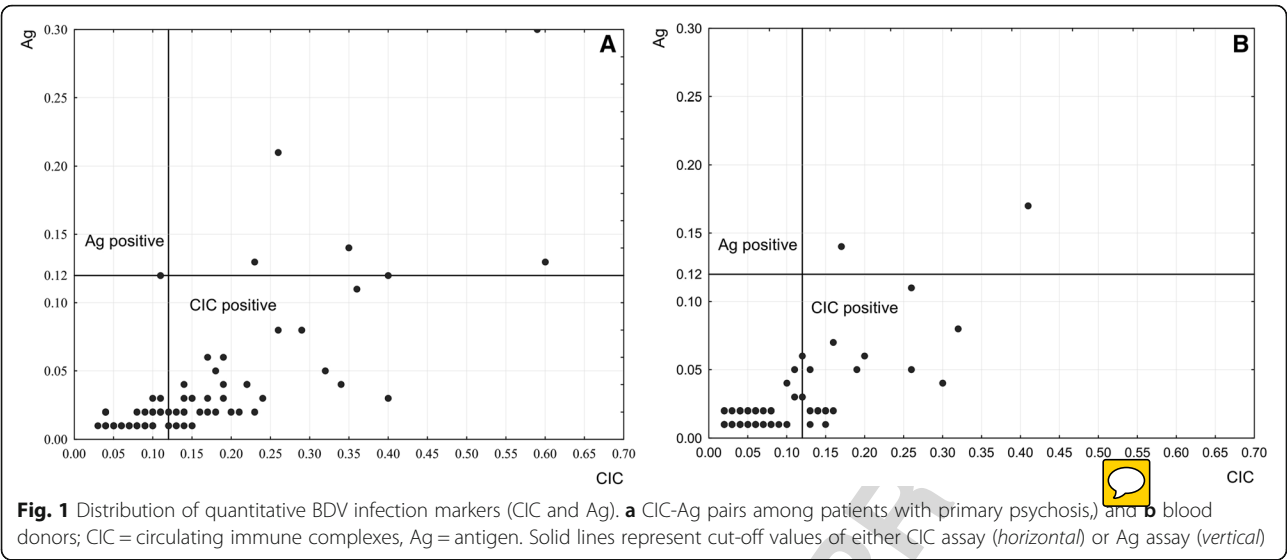 Ag
0.30
0.25
0.20
0.15
0.12
0.10
0.05
0.00
A
Ag positive
CIC positive
0.00 0.05 0.10 0.15 0.20 0.25 0.30 0.35 0.40 0.45 0.50 0.55 0.60 0.65 0.70
CIC
Ag
0.30
0.25
0.20
0.15
0.12
0.10
0.05
0.00
B
Ag positive
CIC positive
0.00 0.05 0.10 0.15 0.20 0.25 0.30 0.35 0.40 0.45 0.50 0.55 0.60 0.65 0.70
CIC
Fig. 1 Distribution of quantitative BDV infection markers (CIC and Ag). a CIC-Ag pairs among patients with primary psychosis,) and b blood
donors; CIC = circulating immune complexes, Ag = antigen. Solid lines represent cut-off values of either CIC assay (horizontal) or Ag assay (vertical)